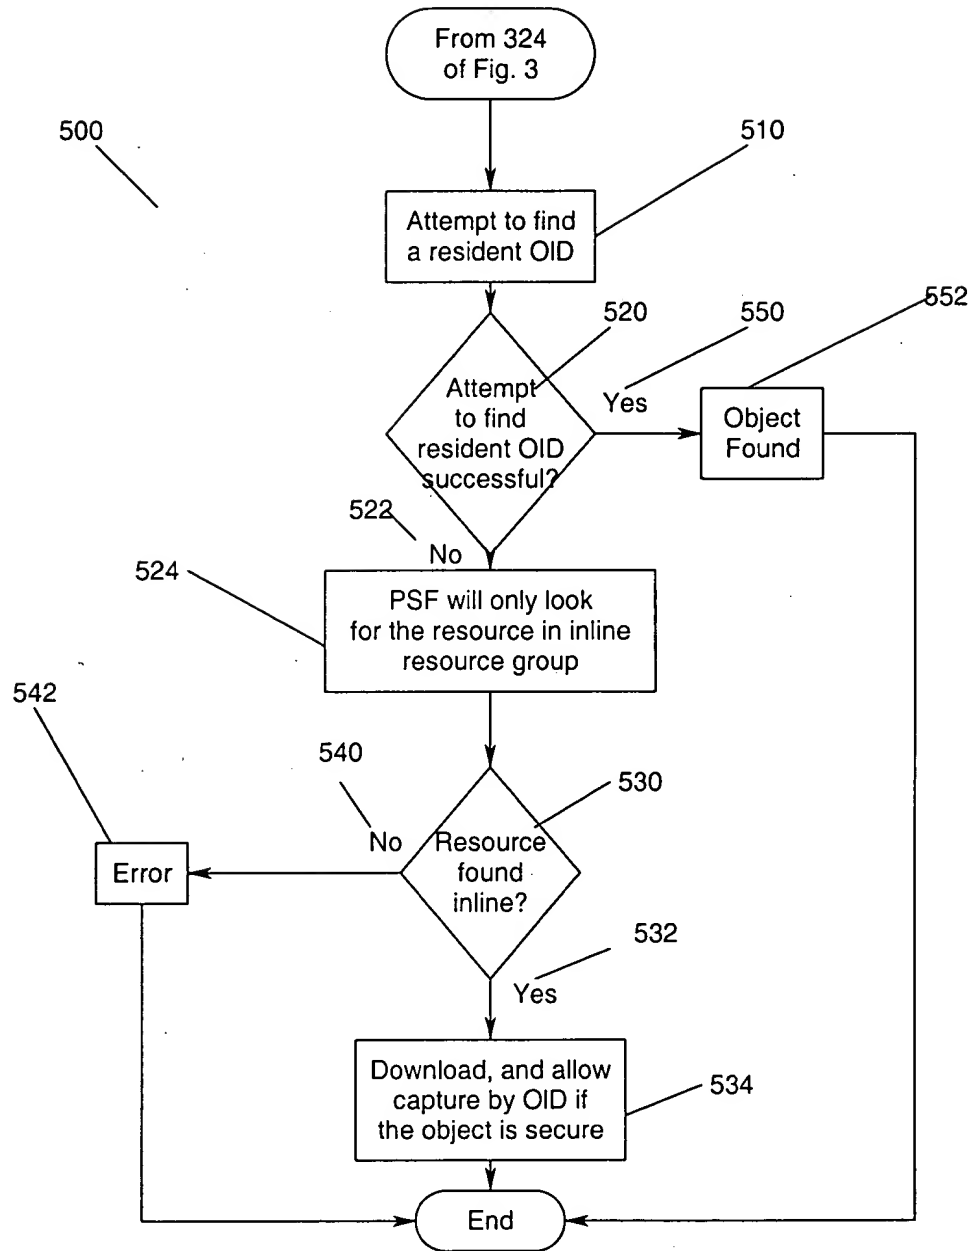 From 324
of Fig. 3
500
510
Attempt to find
a resident OID
520
550
552
Attempt
to find
resident OID
successful?
Yes
Object
Found
522
No
524
PSF will only look
for the resource in inline
resource group
542
540
530
No
Resource
found
inline?
Error
532
Yes
Download, and allow
capture by OID if
the object is secure
534
End